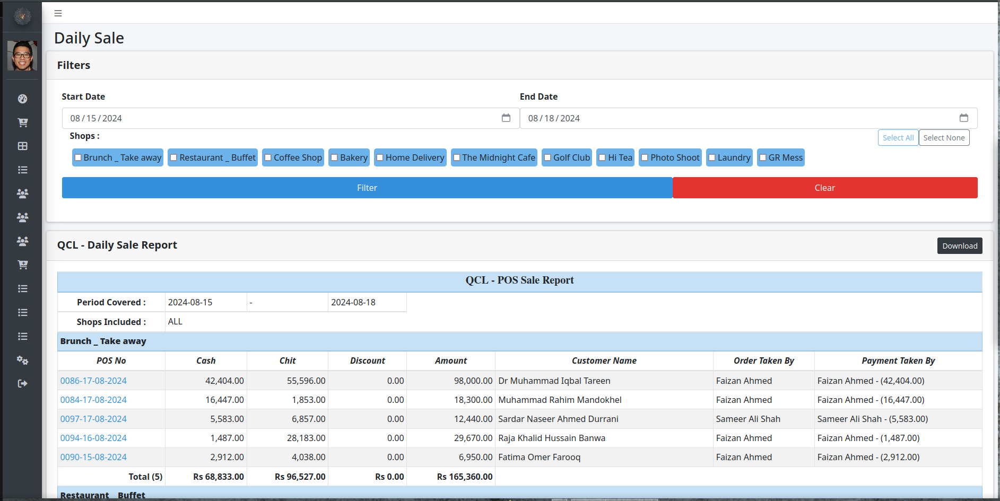 Daily Sale
Filters
Start Date End Date
08/15/2024 08/18/2024
Shops : Select All Select None
Brunch _ Take away Restaurant _ Buffet Coffee Shop Bakery Home Delivery The Midnight Cafe Golf Club Hi Tea Photo Shoot Laundry GR Mess
Filter Clear
QCL - Daily Sale Report Download
QCL - POS Sale Report
Period Covered : 2024-08-15 - 2024-08-18
Shops Included : ALL
Brunch _ Take away
POS No Cash Chit Discount Amount Customer Name Order Taken By Payment Taken By
0086-17-08-2024 42,404.00 55,596.00 0.00 98,000.00 Dr Muhammad Iqbal Tareen Faizan Ahmed Faizan Ahmed - (42,404.00)
0084-17-08-2024 16,447.00 1,853.00 0.00 18,300.00 Muhammad Rahim Mandokhel Faizan Ahmed Faizan Ahmed - (16,447.00)
0097-17-08-2024 5,583.00 6,857.00 0.00 12,440.00 Sardar Naseer Ahmed Durrani Sameer Ali Shah Sameer Ali Shah - (5,583.00)
0094-16-08-2024 1,487.00 28,183.00 0.00 29,670.00 Raja Khalid Hussain Banwa Faizan Ahmed Faizan Ahmed - (1,487.00)
0090-15-08-2024 2,912.00 4,038.00 0.00 6,950.00 Fatima Omer Farooq Faizan Ahmed Faizan Ahmed - (2,912.00)
Total (5) Rs 68,833.00 Rs 96,527.00 Rs 0.00 Rs 165,360.00
Restaurant _ Buffet